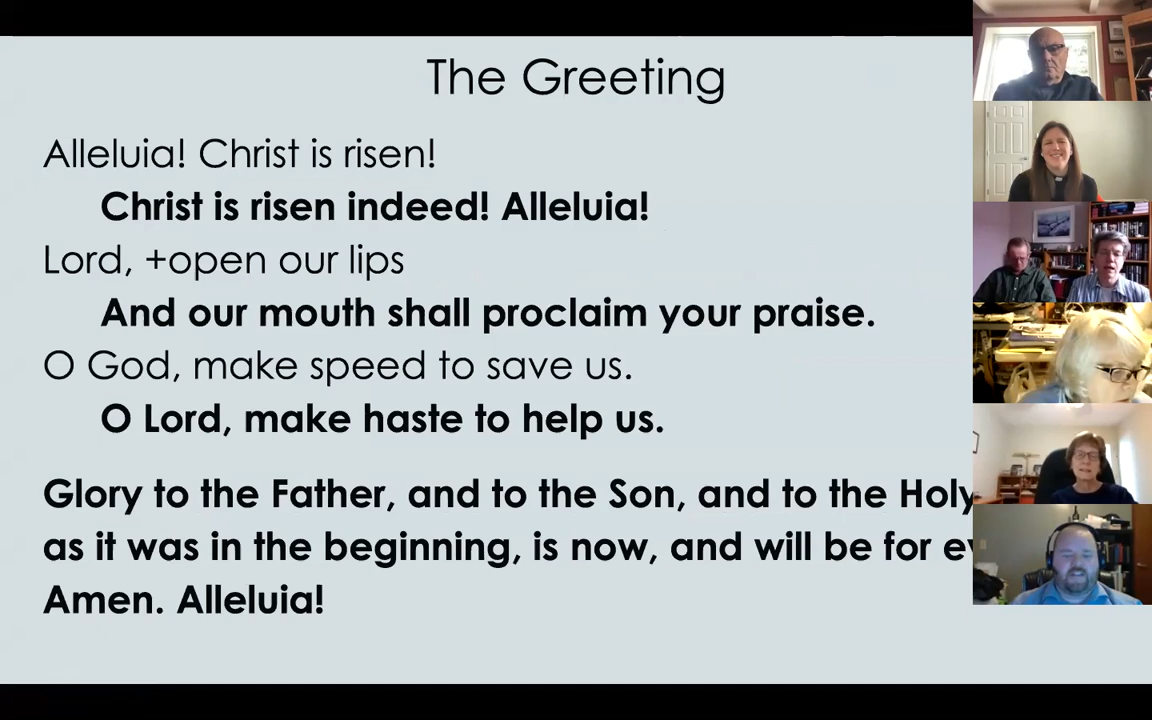 The Greeting
Alleluia! Christ is risen!
Christ is risen indeed! Alleluia!
Lord, +open our lips
And our mouth shall proclaim your praise.
O God, make speed to save us.
O Lord, make haste to help us.
Glory to the Father, and to the Son, and to the Holy
as it was in the beginning, is now, and will be for
Amen. Alleluia!